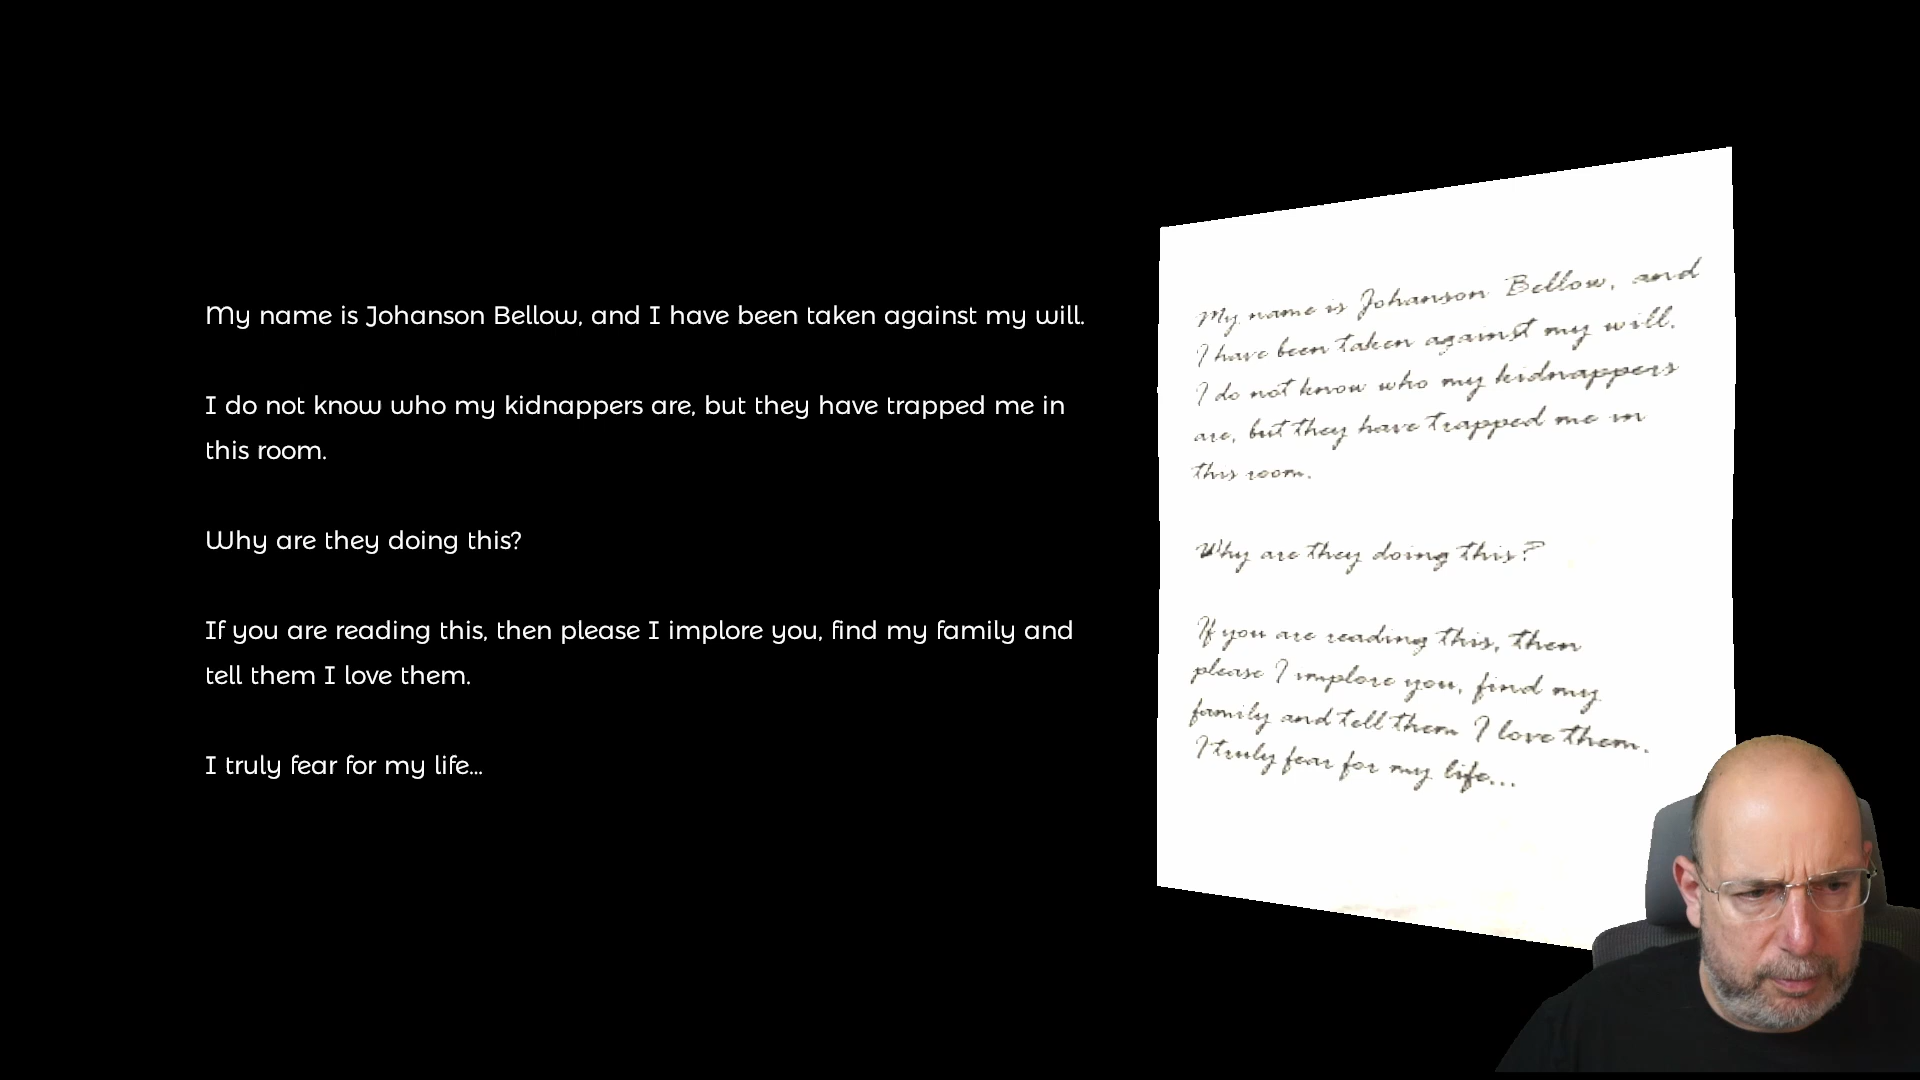 My name is Johanson Bellow, and I have been taken against my will.
I do not know who my kidnappers are, but they have trapped me in
this room.
Why are they doing this?
If you are reading this, then please I implore you, find my family and
tell them I love them.
I truly fear for my life...
My name is Johanson Bellow, and
I have been taken against my will.
I do not know who my kidnappers
are, but they have trapped me in
this room.
Why are they doing this?
If you are reading this, then
please I implore you, find my
family and tell them I love them.
I truly fear for my life...